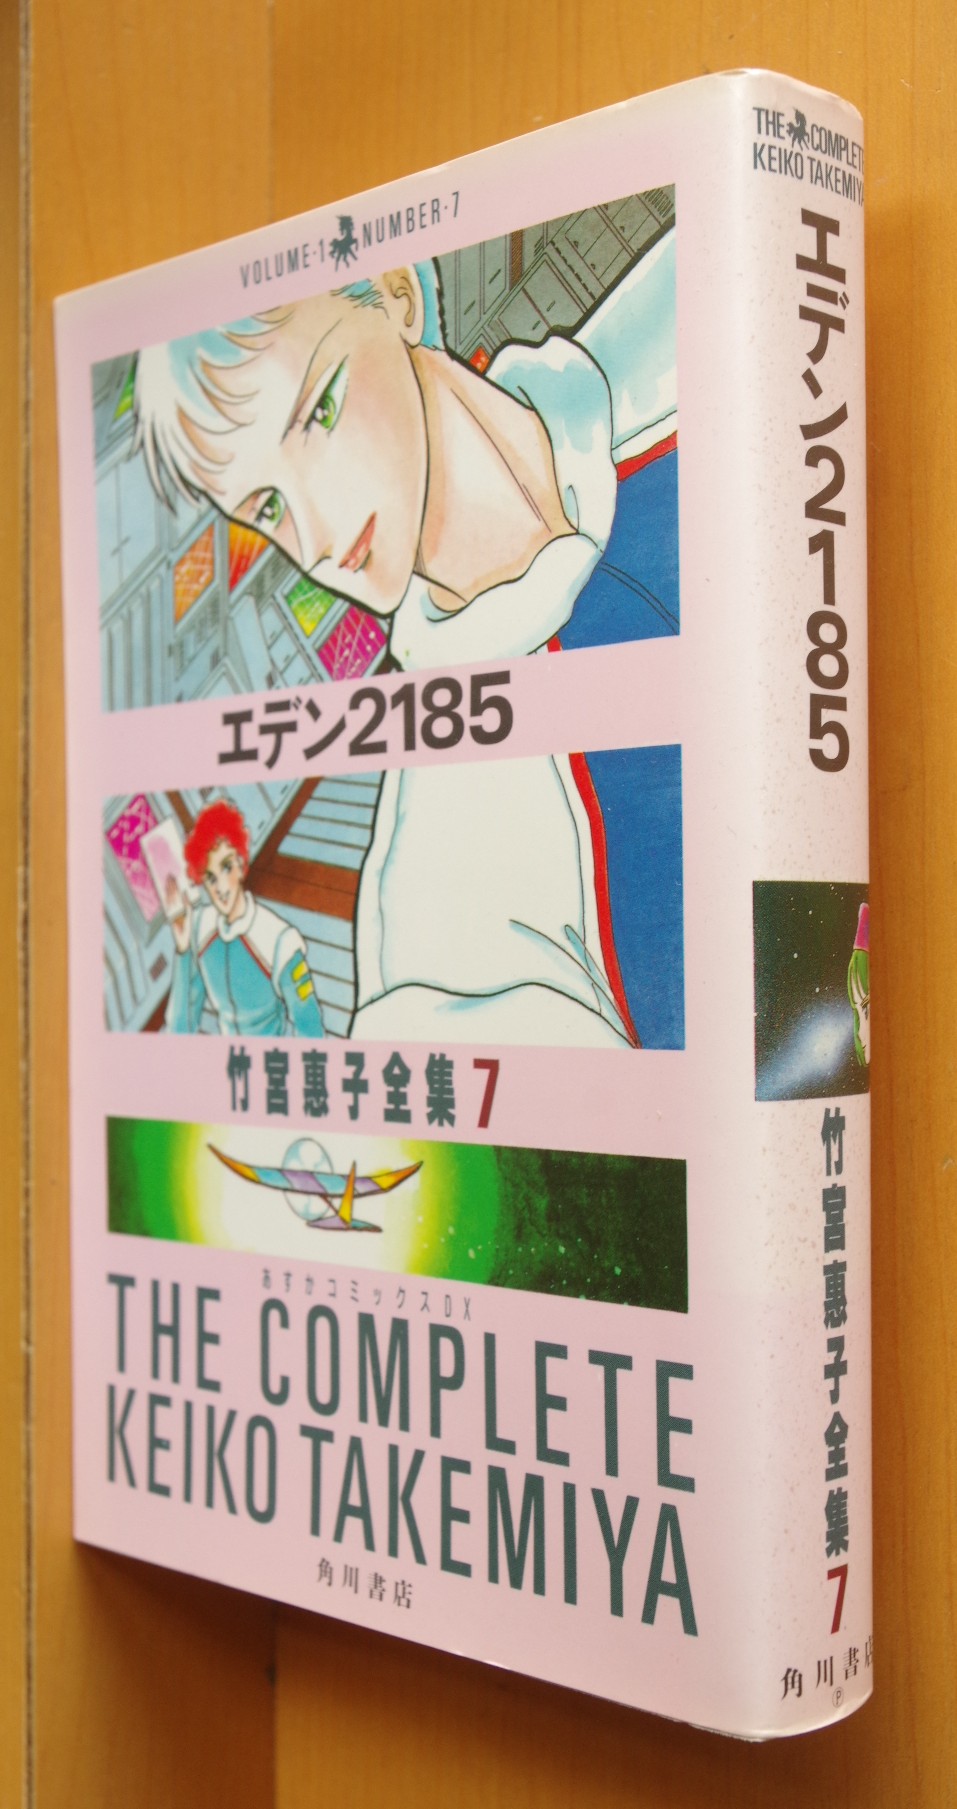 VOLUME·1 NUMBER·7
エデン2185
竹宮惠子全集7
あすかコミックスDX
THE COMPLETE
KEIKO TAKEMIYA
角川書店
THE COMPLETE
KEIKO TAKEMIYA
エデン2185
竹宮惠子全集7
角川書店
Ⓟ